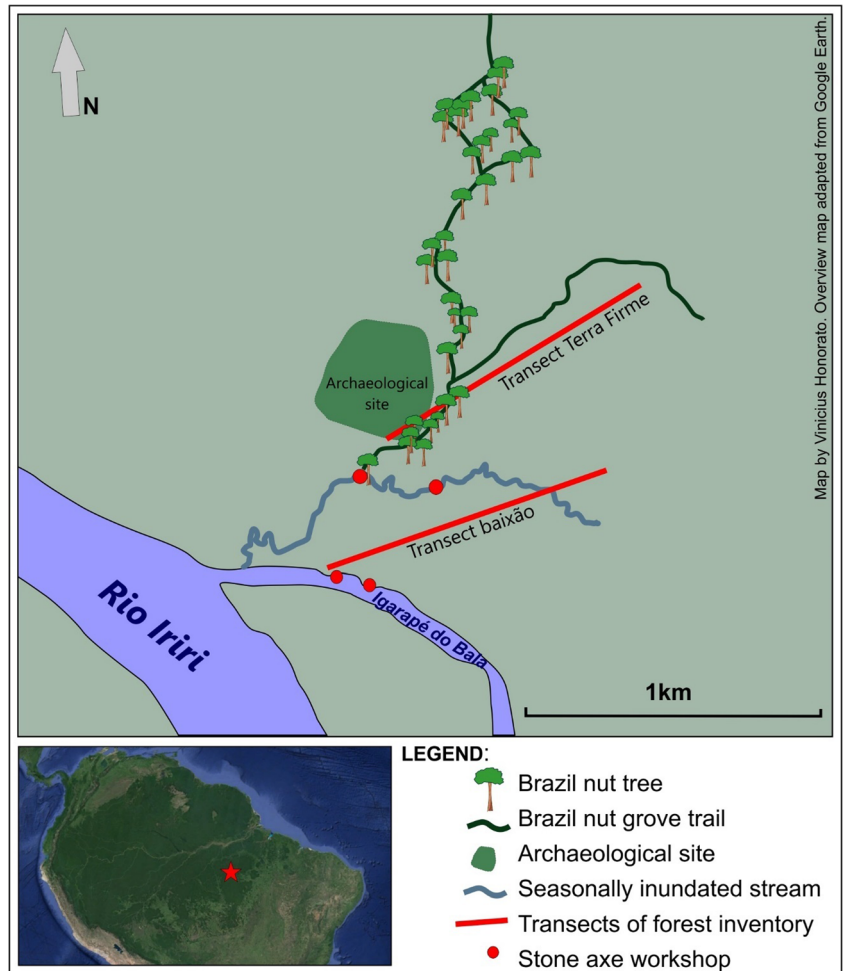 N
Map by Vinicius Honorato. Overview map adapted from Google Earth.
Transect Terra Firme
Archaeological
site
Transect baixão
Rio Iriri
Igarapé do Bala
1km
LEGEND:
Brazil nut tree
Brazil nut grove trail
Archaeological site
Seasonally inundated stream
Transects of forest inventory
Stone axe workshop